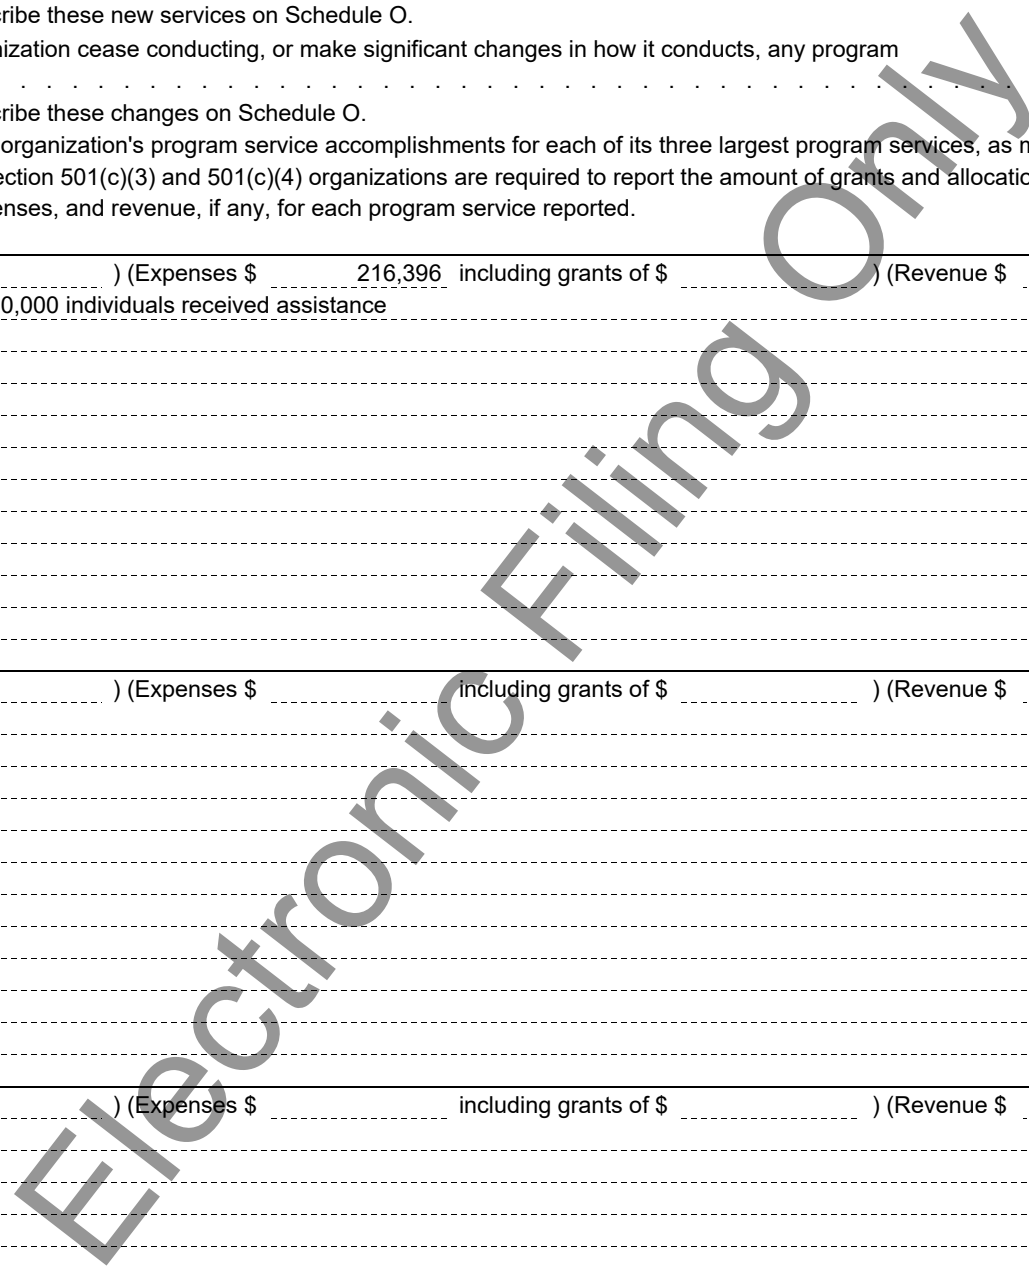 cribe these new services on Schedule O.
nization cease conducting, or make significant changes in how it conducts, any program
. . . . . . . . . . . . . . . . . . . . . . . . . . . . . . . . . . . . . . .
cribe these changes on Schedule O.
organization's program service accomplishments for each of its three largest program services, as m
ection 501(c)(3) and 501(c)(4) organizations are required to report the amount of grants and allocatio
enses, and revenue, if any, for each program service reported.
) (Expenses $ 216,396 including grants of $ ) (Revenue $
0,000 individuals received assistance
) (Expenses $ including grants of $ ) (Revenue $
) (Expenses $ including grants of $ ) (Revenue $
Electronic Filing Only